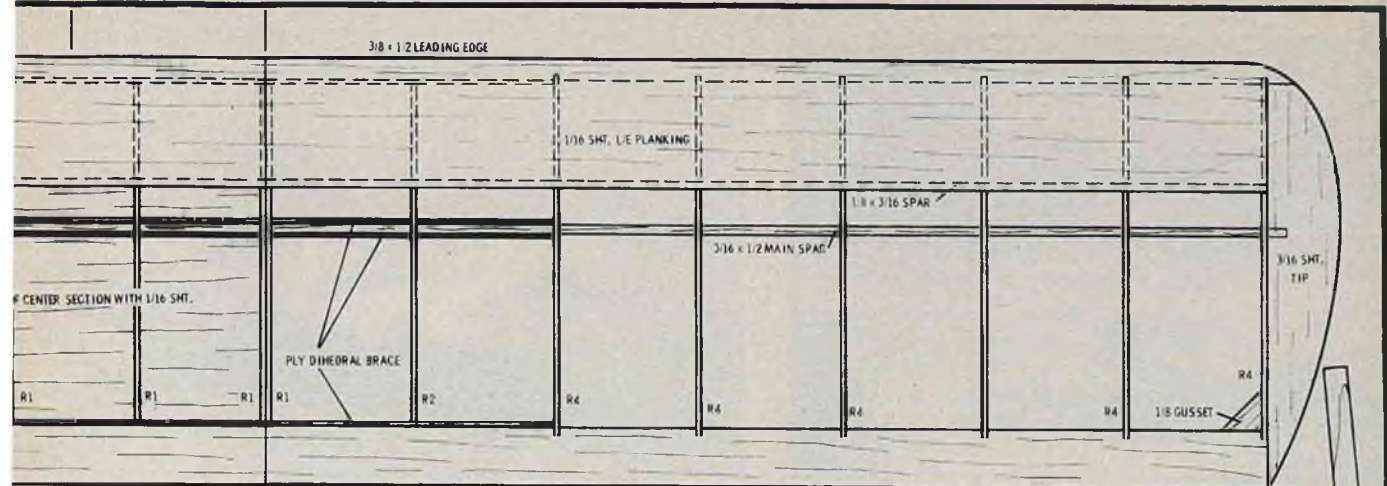 3/8 x 1/2 LEADING EDGE
1/16 SHT. L/E PLANKING
1/8 x 3/16 SPAR
3/16 x 1/2 MAIN SPAR
3/16 SHT.
TIP
CENTER SECTION WITH 1/16 SHT.
PLY DIHEDRAL BRACE
R1
R1
R1
R1
R2
R4
R4
R4
R4
1/8 GUSSET
R4